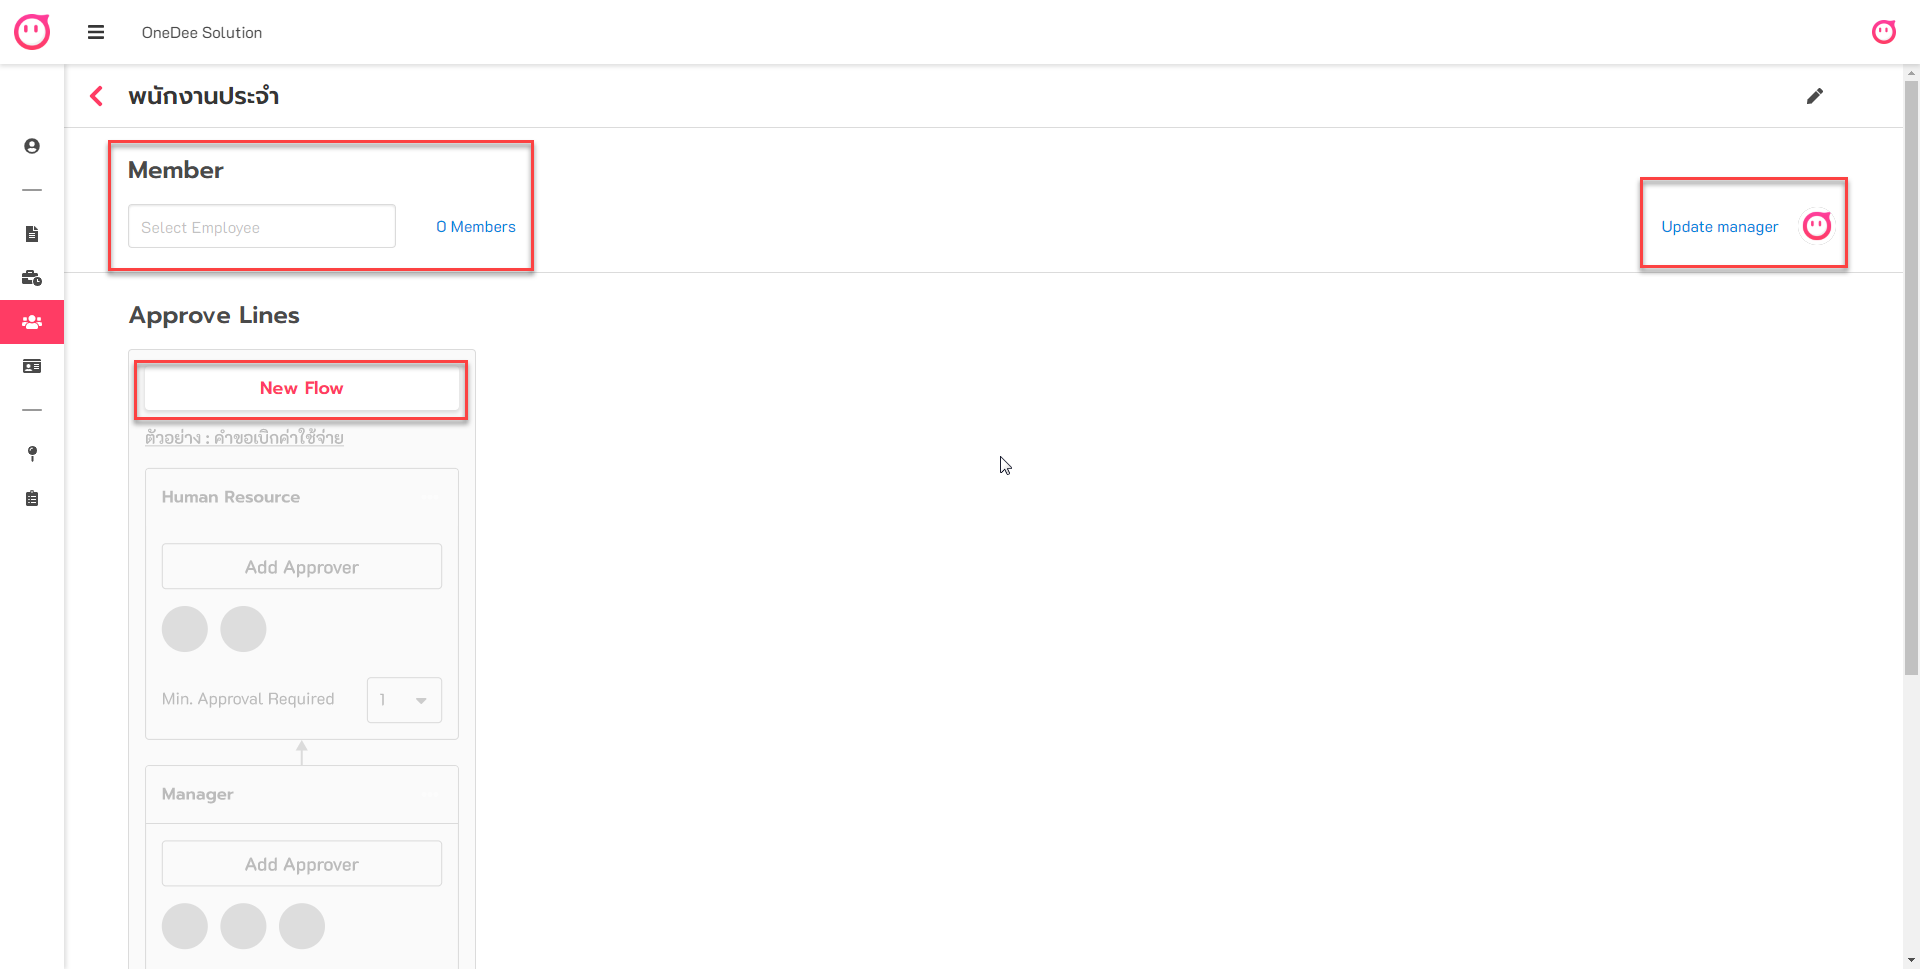 OneDee Solution
พนักงานประจำ
Member
Select Employee
0 Members
Update manager
Approve Lines
New Flow
ตัวอย่าง : คำขอเบิกค่าใช้จ่าย
Human Resource
Add Approver
Min. Approval Required
1
Manager
Add Approver